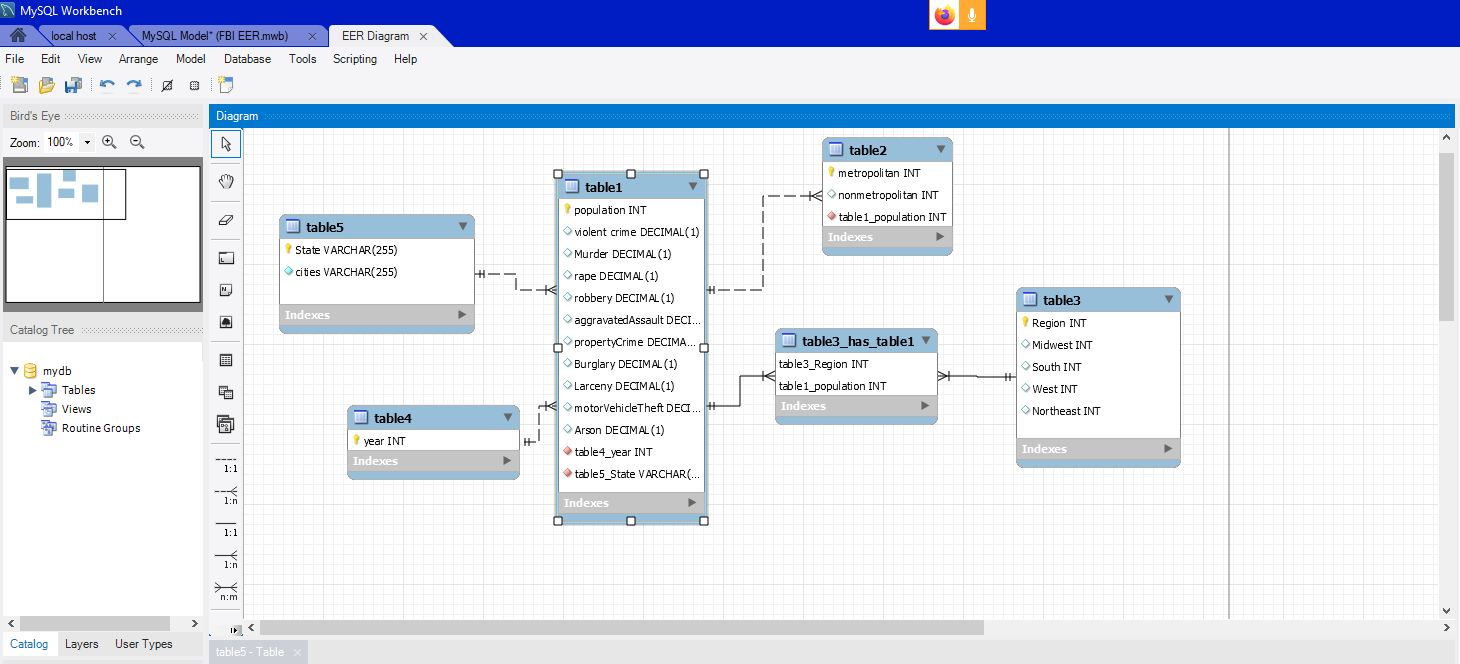 MySQL Workbench
local host
MySQL Model* (FBI EER.mwb)
EER Diagram
File Edit View Arrange Model Database Tools Scripting Help
Bird's Eye
Zoom: 100%
Catalog Tree
mydb
Tables
Views
Routine Groups
Catalog Layers User Types
Diagram
1:1
1:n
1:1
1:n
n:m
table5
State VARCHAR(255)
cities VARCHAR(255)
Indexes
table4
year INT
Indexes
table1
population INT
violent crime DECIMAL(1)
Murder DECIMAL(1)
rape DECIMAL(1)
robbery DECIMAL(1)
aggravatedAssault DECI...
propertyCrime DECIMA...
Burglary DECIMAL(1)
Larceny DECIMAL(1)
motorVehicleTheft DECI...
Arson DECIMAL(1)
table4_year INT
table5_State VARCHAR(...
Indexes
table2
metropolitan INT
nonmetropolitan INT
table1_population INT
Indexes
table3_has_table1
table3_Region INT
table1_population INT
Indexes
table3
Region INT
Midwest INT
South INT
West INT
Northeast INT
Indexes
table5 - Table